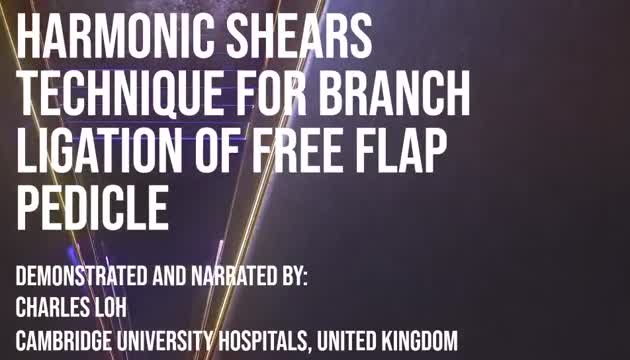 HARMONIC SHEARS
TECHNIQUE FOR BRANCH
LIGATION OF FREE FLAP
PEDICLE
DEMONSTRATED AND NARRATED BY:
CHARLES LOH
CAMBRIDGE UNIVERSITY HOSPITALS, UNITED KINGDOM